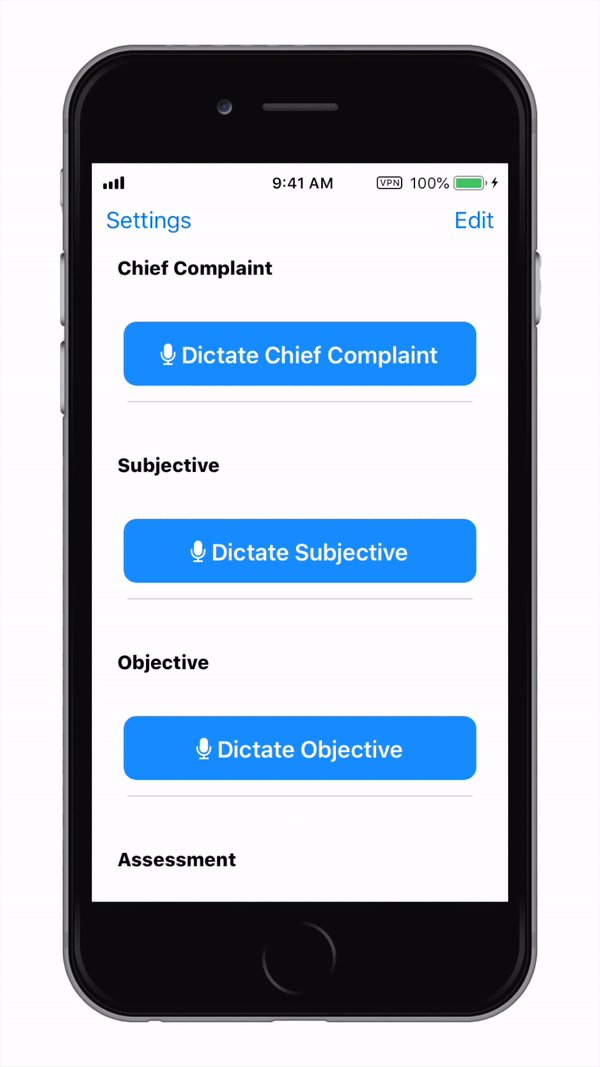 9:41 AM VPN 100%
Settings Edit
Chief Complaint
Dictate Chief Complaint
Subjective
Dictate Subjective
Objective
Dictate Objective
Assessment